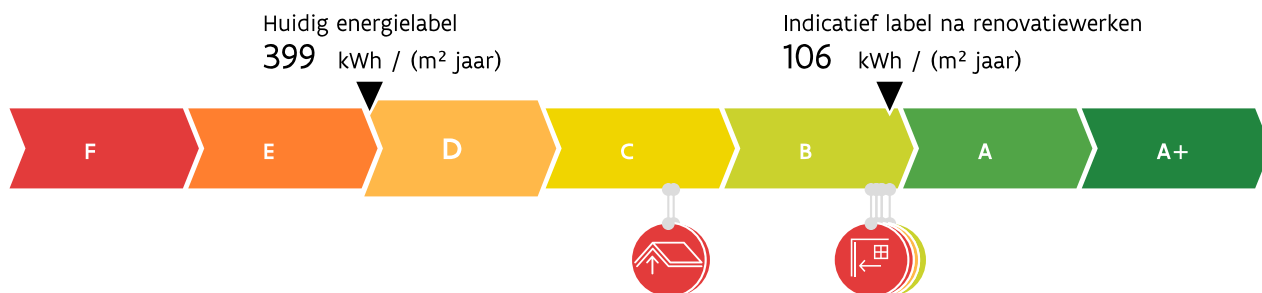 Huidig energielabel
399 kWh / (m² jaar)
Indicatief label na renovatiewerken
106 kWh / (m² jaar)
F E D C B A A+